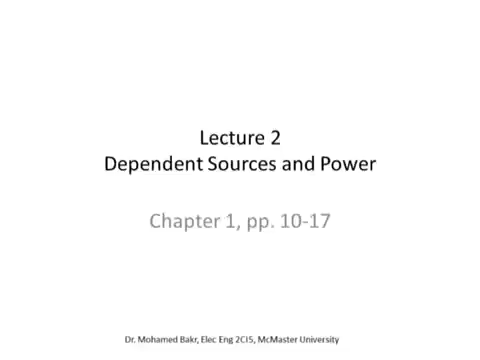 Lecture 2
Dependent Sources and Power
Chapter 1, pp. 10-17
Dr. Mohamed Bakr, Elec Eng 2CI5, McMaster University